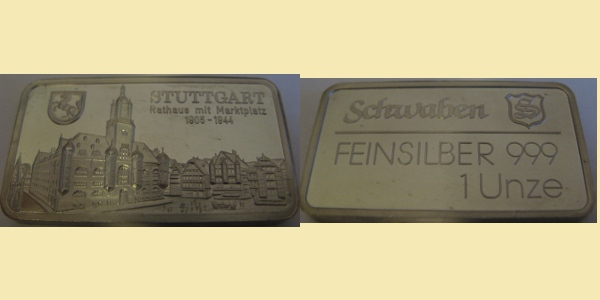 STUTTGART
Rathaus mit Marktplatz
1905-1944
Schwaben S
FEINSILBER 999
1 Unze